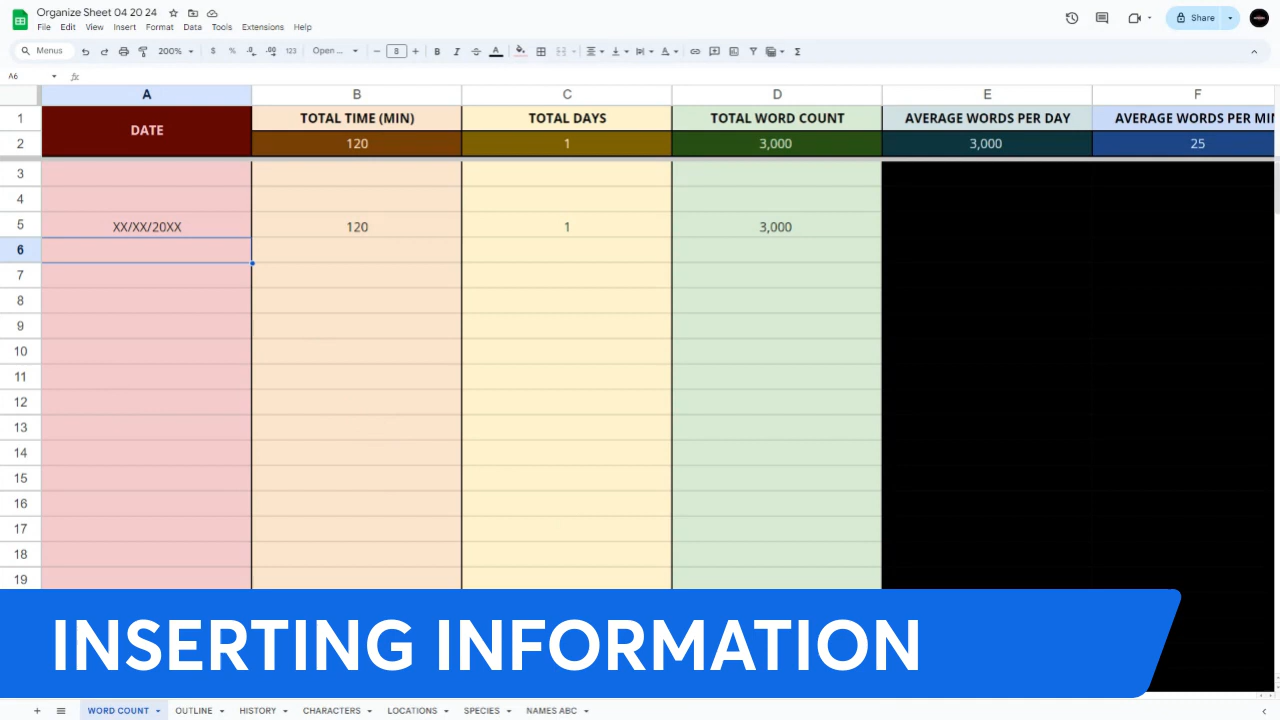 Organize Sheet 04 20 24
File Edit View Insert Format Data Tools Extensions Help
Share
Menus 200% $ % .0 .00 123 Open ... 8 B I S A
A6 fx
A B C D E F
1 DATE TOTAL TIME (MIN) TOTAL DAYS TOTAL WORD COUNT AVERAGE WORDS PER DAY AVERAGE WORDS PER MIN
2 120 1 3,000 3,000 25
3
4
5 XX/XX/20XX 120 1 3,000
6
7
8
9
10
11
12
13
14
15
16
17
18
19
INSERTING INFORMATION
WORD COUNT OUTLINE HISTORY CHARACTERS LOCATIONS SPECIES NAMES ABC